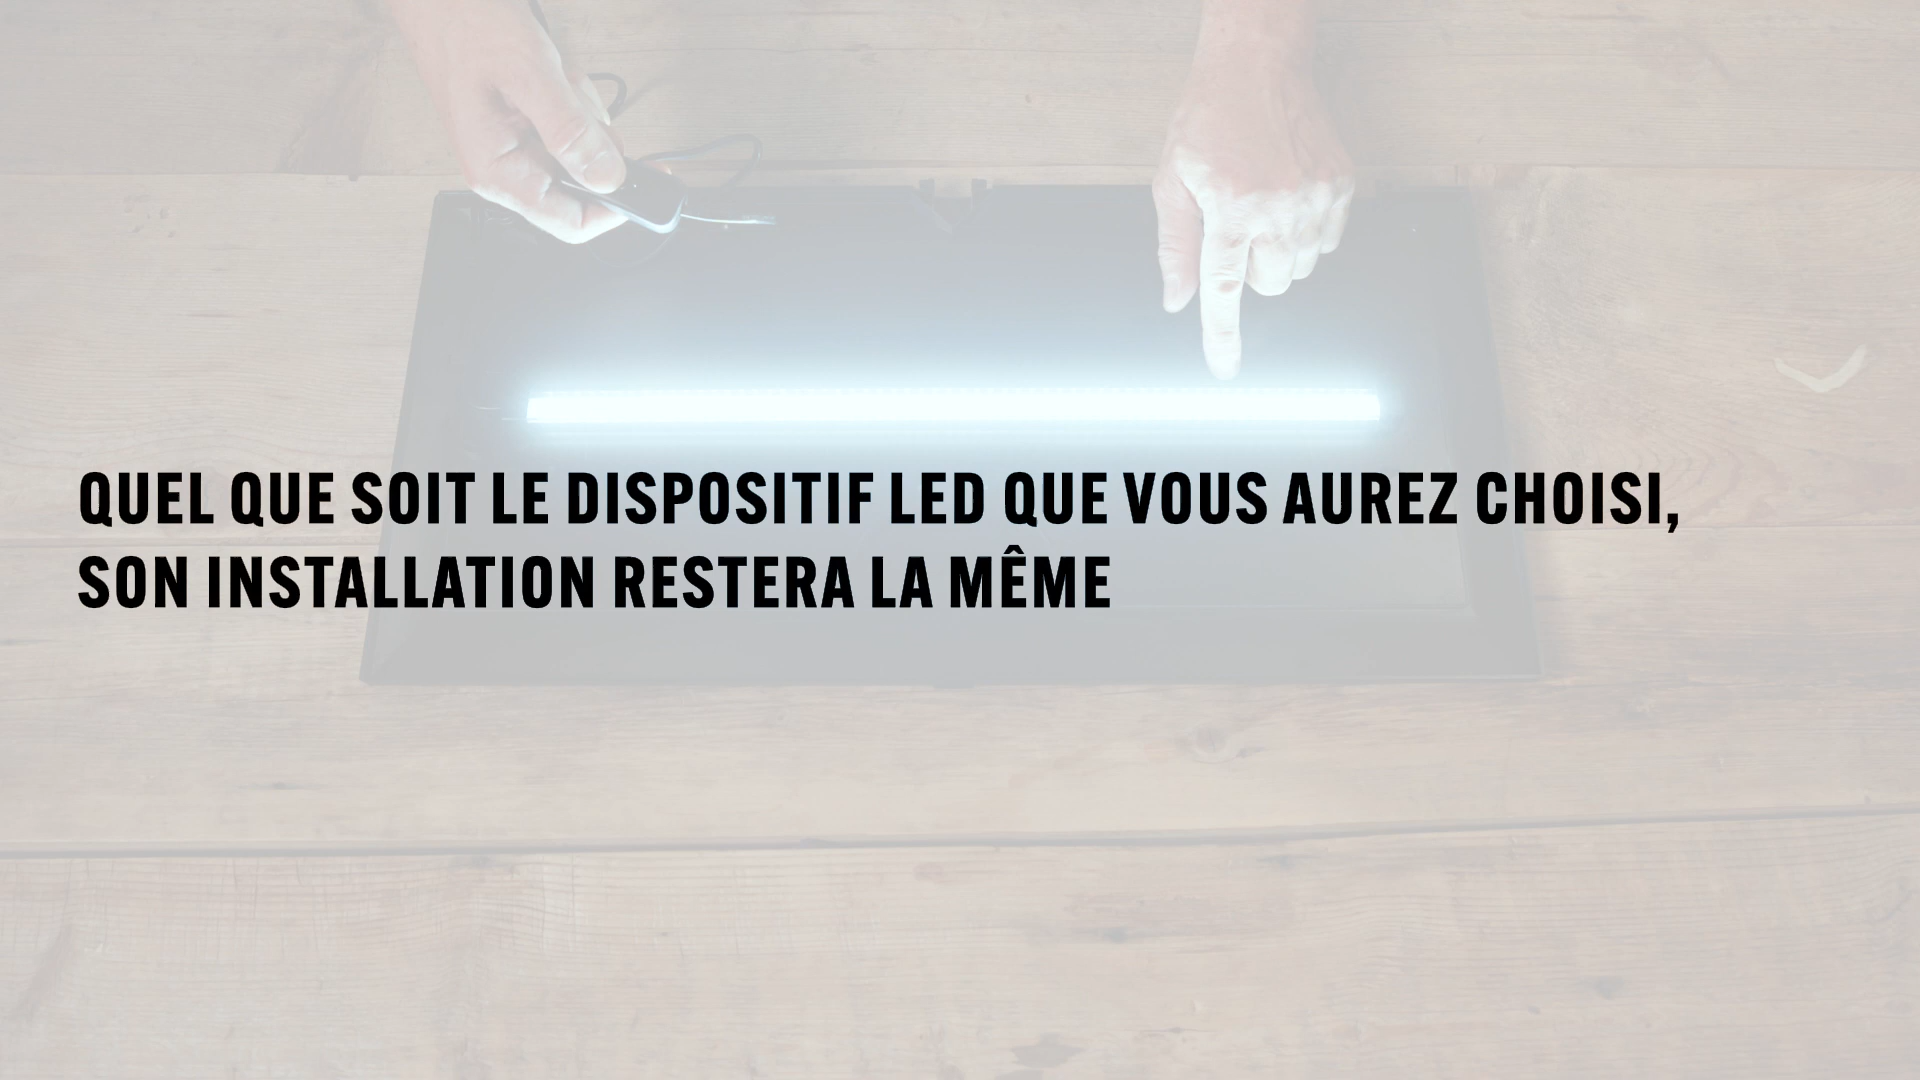 QUEL QUE SOIT LE DISPOSITIF LED QUE VOUS AUREZ CHOISI,
SON INSTALLATION RESTERA LA MÊME